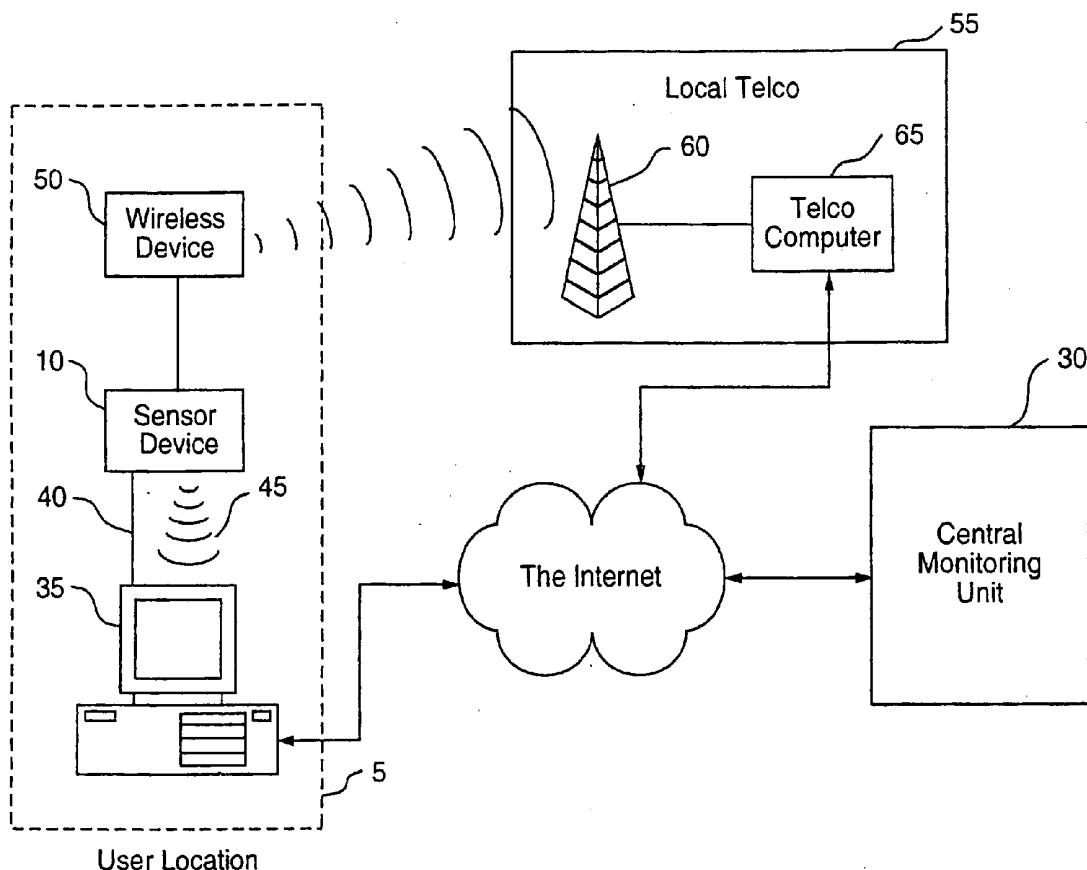 55
Local Telco
60
65
Telco
Computer
50
Wireless
Device
10
Sensor
Device
40
45
35
The Internet
30
Central
Monitoring
Unit
5
User Location